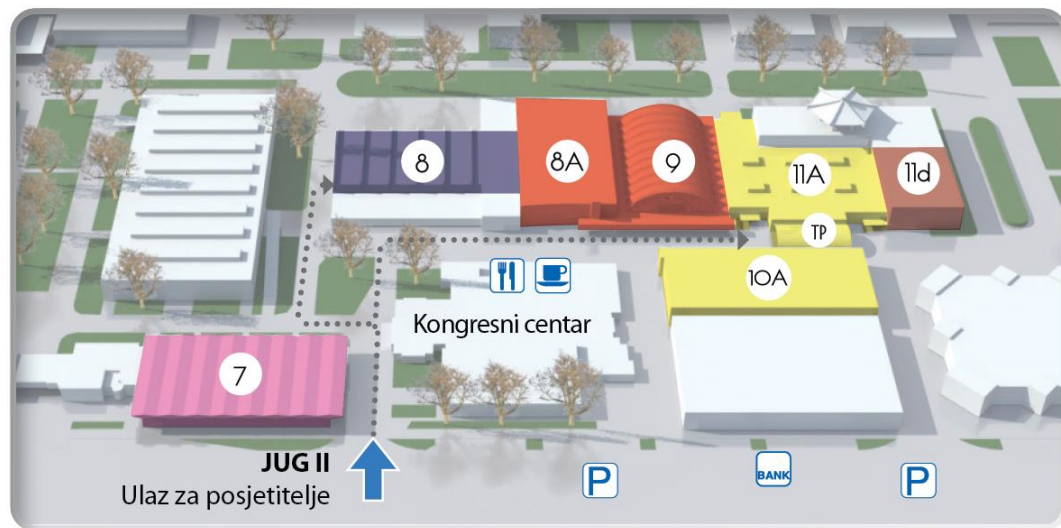 8
8A
9
11A
11d
TP
10A
Kongresni centar
7
JUG II
Ulaz za posjetitelje
P
BANK
P